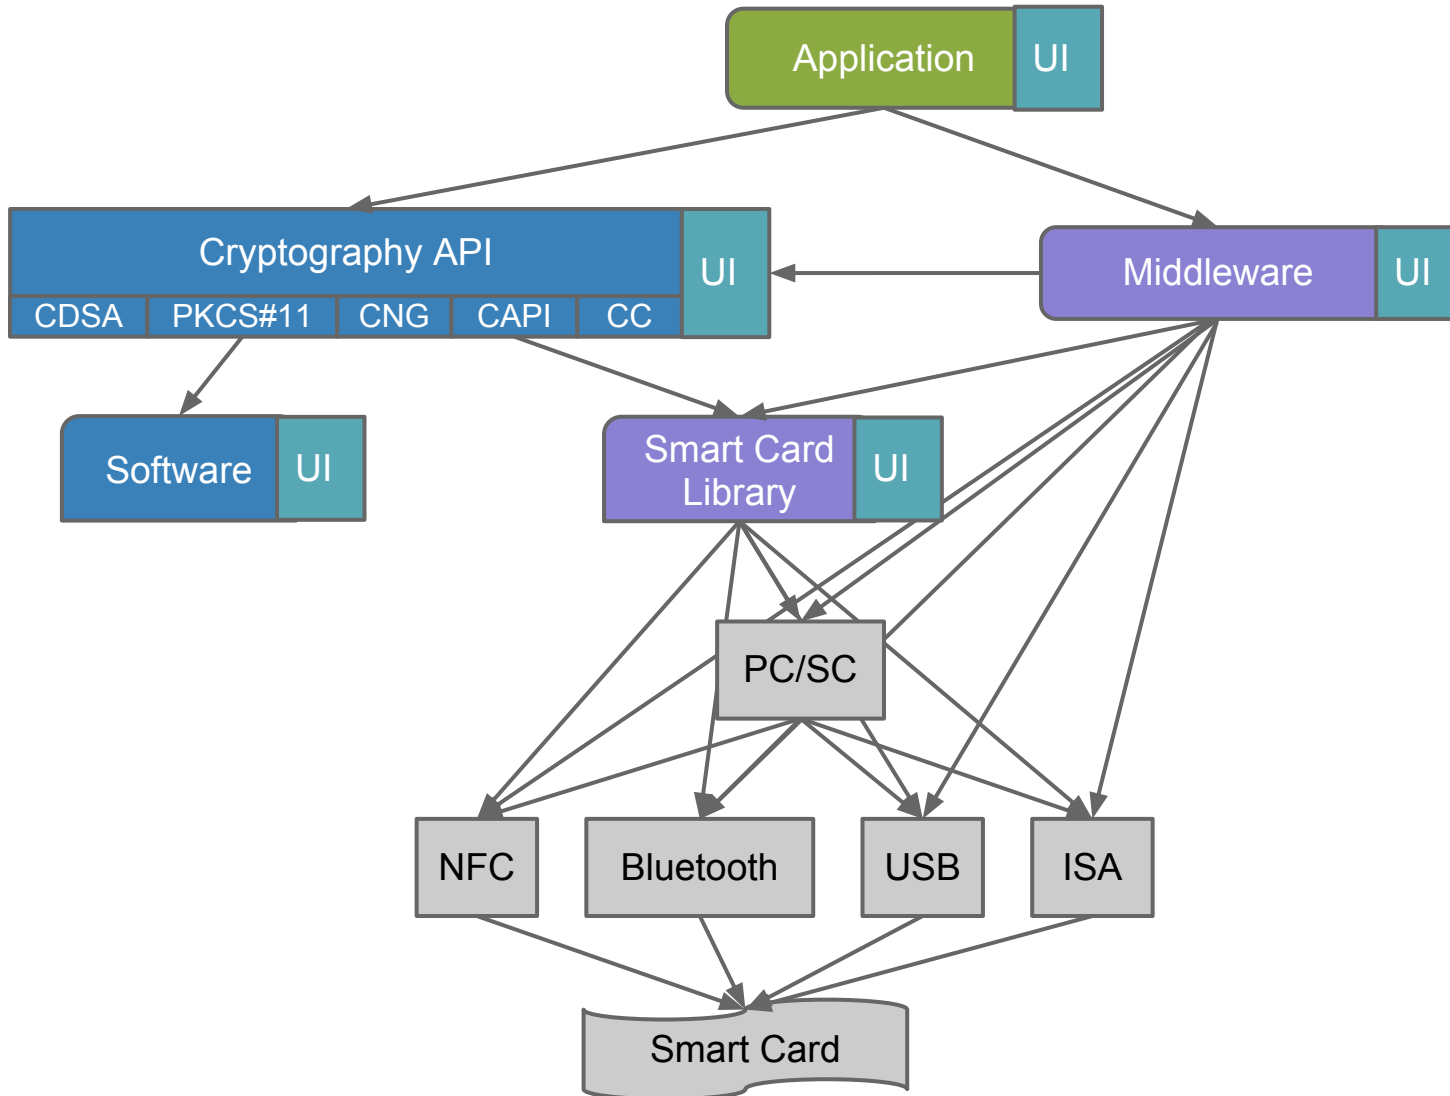 Application UI
Cryptography API UI
Middleware UI
CDSA PKCS#11 CNG CAPI CC
Software UI
Smart Card
Library
UI
PC/SC
NFC Bluetooth USB ISA
Smart Card